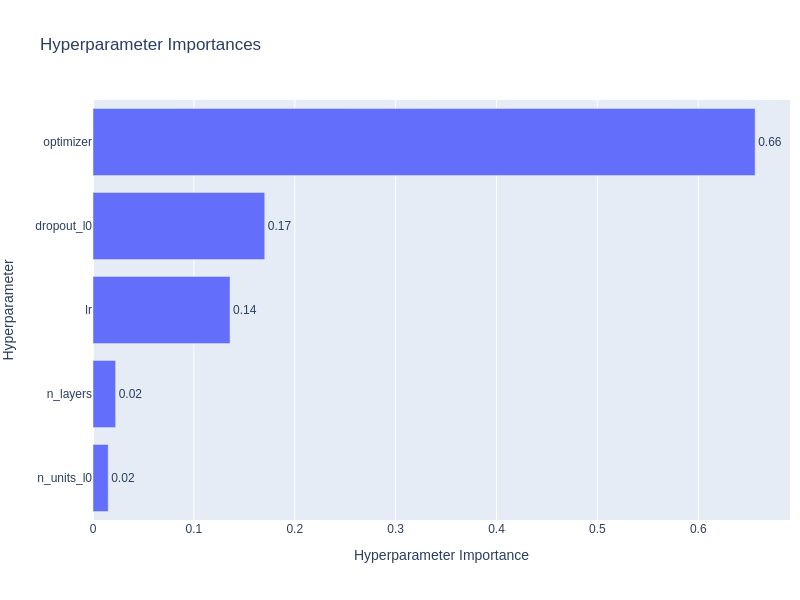 Hyperparameter Importances
optimizer
0.66
dropout_l0
0.17
lr
0.14
n_layers
0.02
n_units_l0
0.02
0 0.1 0.2 0.3 0.4 0.5 0.6
Hyperparameter Importance
Hyperparameter